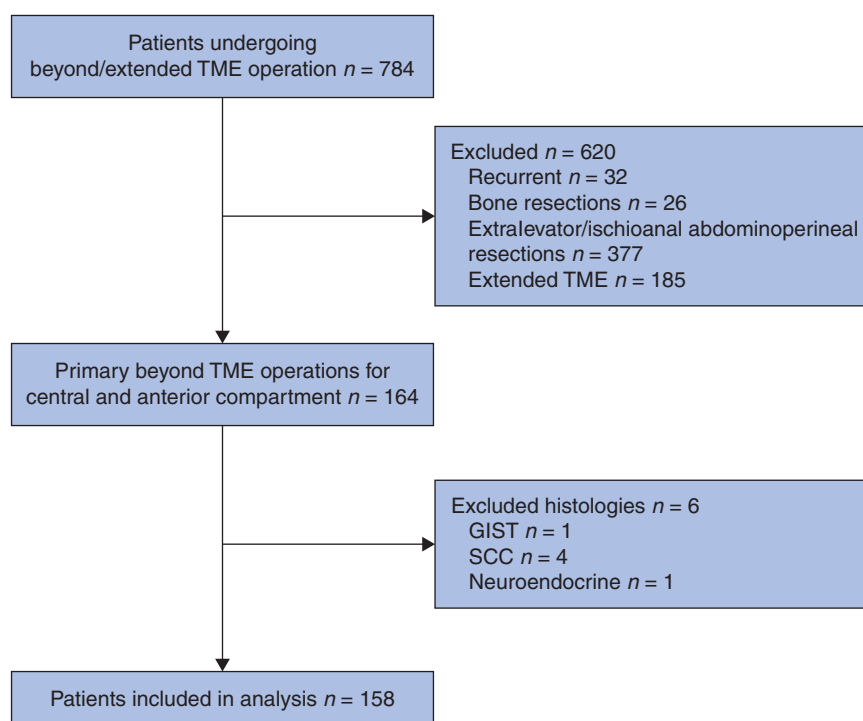 Patients undergoing
beyond/extended TME operation n = 784
Excluded n = 620
Recurrent n = 32
Bone resections n = 26
Extralevator/ischioanal abdominoperineal
resections n = 377
Extended TME n = 185
Primary beyond TME operations for
central and anterior compartment n = 164
Excluded histologies n = 6
GIST n = 1
SCC n = 4
Neuroendocrine n = 1
Patients included in analysis n = 158